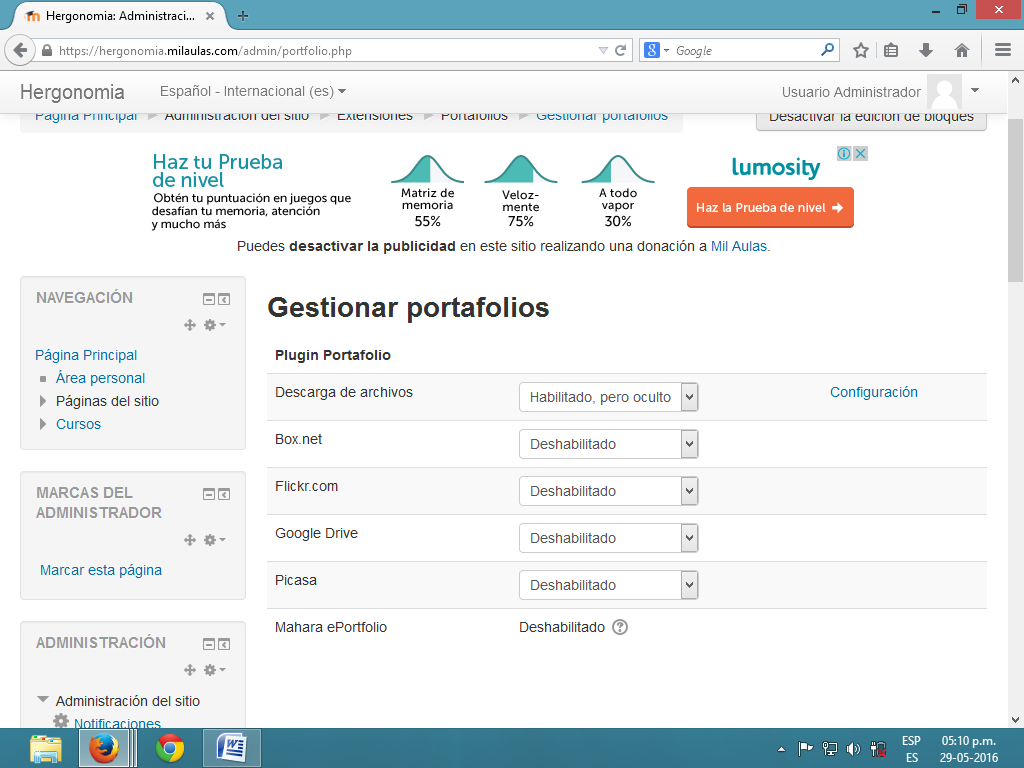 Hergonomia: Administraci...
https://hergonomia.milaulas.com/admin/portfolio.php
Google
Hergonomia
Español - Internacional (es)
Usuario Administrador
Página Principal
Administración del sitio
Extensiones
Portafolios
Gestionar portafolios
Desactivar la edición de bloques
Haz tu Prueba
de nivel
Obtén tu puntuación en juegos que
desafían tu memoria, atención
y mucho más
Matriz de
memoria
55%
Veloz-
mente
75%
A todo
vapor
30%
lumosity
Haz la Prueba de nivel
Puedes desactivar la publicidad en este sitio realizando una donación a Mil Aulas.
NAVEGACIÓN
Página Principal
Área personal
Páginas del sitio
Cursos
MARCAS DEL
ADMINISTRADOR
Marcar esta página
ADMINISTRACIÓN
Administración del sitio
Notificaciones
Gestionar portafolios
Plugin Portafolio
Descarga de archivos Habilitado, pero oculto Configuración
Box.net Deshabilitado
Flickr.com Deshabilitado
Google Drive Deshabilitado
Picasa Deshabilitado
Mahara ePortfolio Deshabilitado ?
ESP
ES
05:10 p.m.
29-05-2016